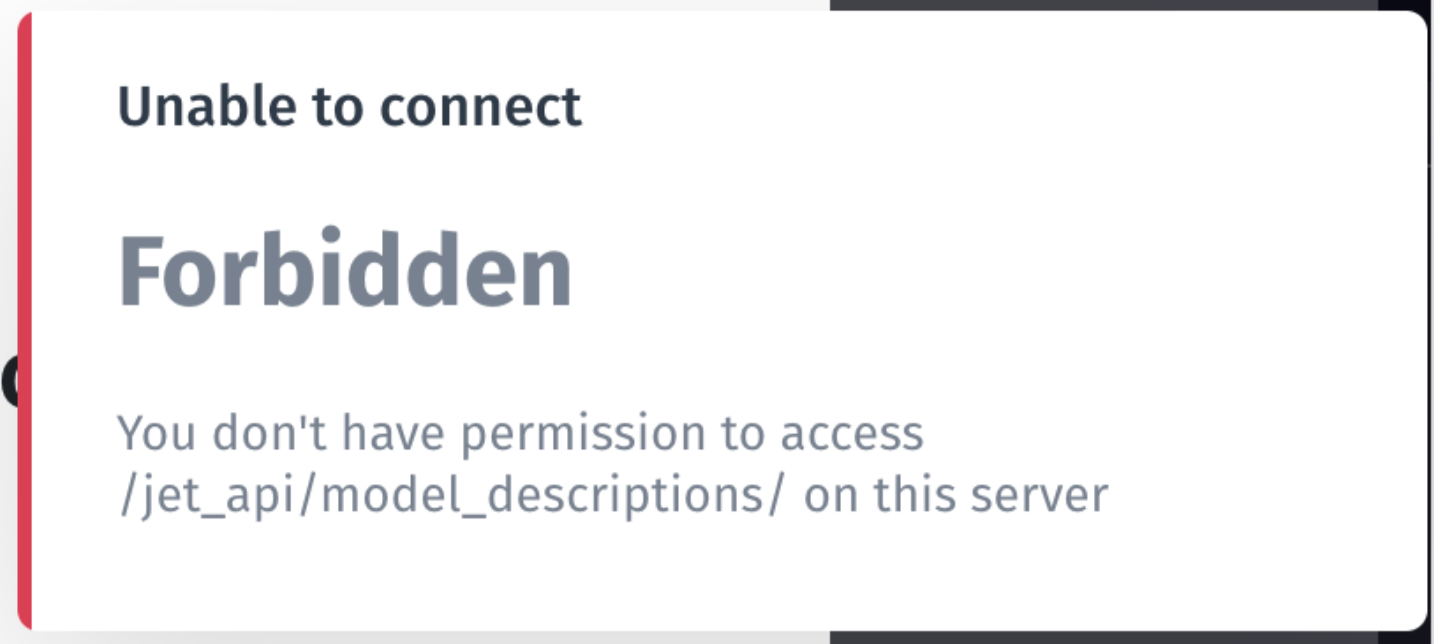 Unable to connect
Forbidden
You don't have permission to access
/jet_api/model_descriptions/ on this server